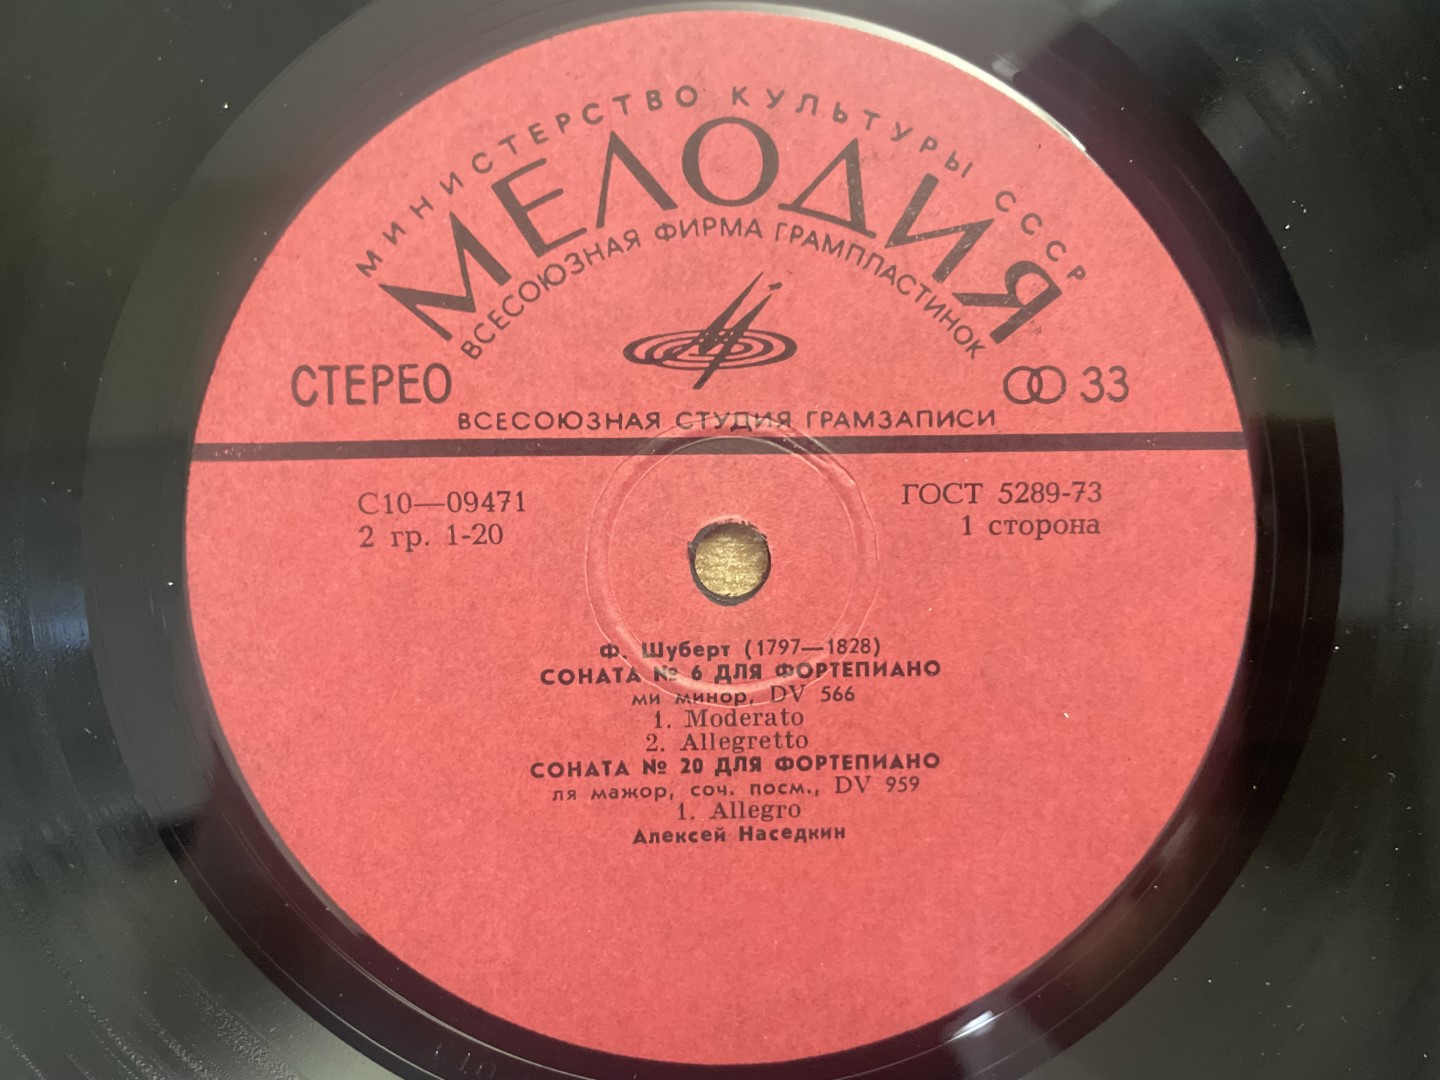 МИНИСТЕРСТВО КУЛЬТУРЫ СССР
МЕЛОДИЯ
ВСЕСОЮЗНАЯ ФИРМА ГРАМПЛАСТИНОК
СТЕРЕО
33
ВСЕСОЮЗНАЯ СТУДИЯ ГРАМЗАПИСИ
С10—09471
ГОСТ 5289-73
2 гр. 1-20
1 сторона
Ф. Шуберт (1797—1828)
СОНАТА № 6 ДЛЯ ФОРТЕПИАНО
ми минор, DV 566
1. Moderato
2. Allegretto
СОНАТА № 20 ДЛЯ ФОРТЕПИАНО
ля мажор, соч. посм., DV 959
1. Allegro
Алексей Наседкин